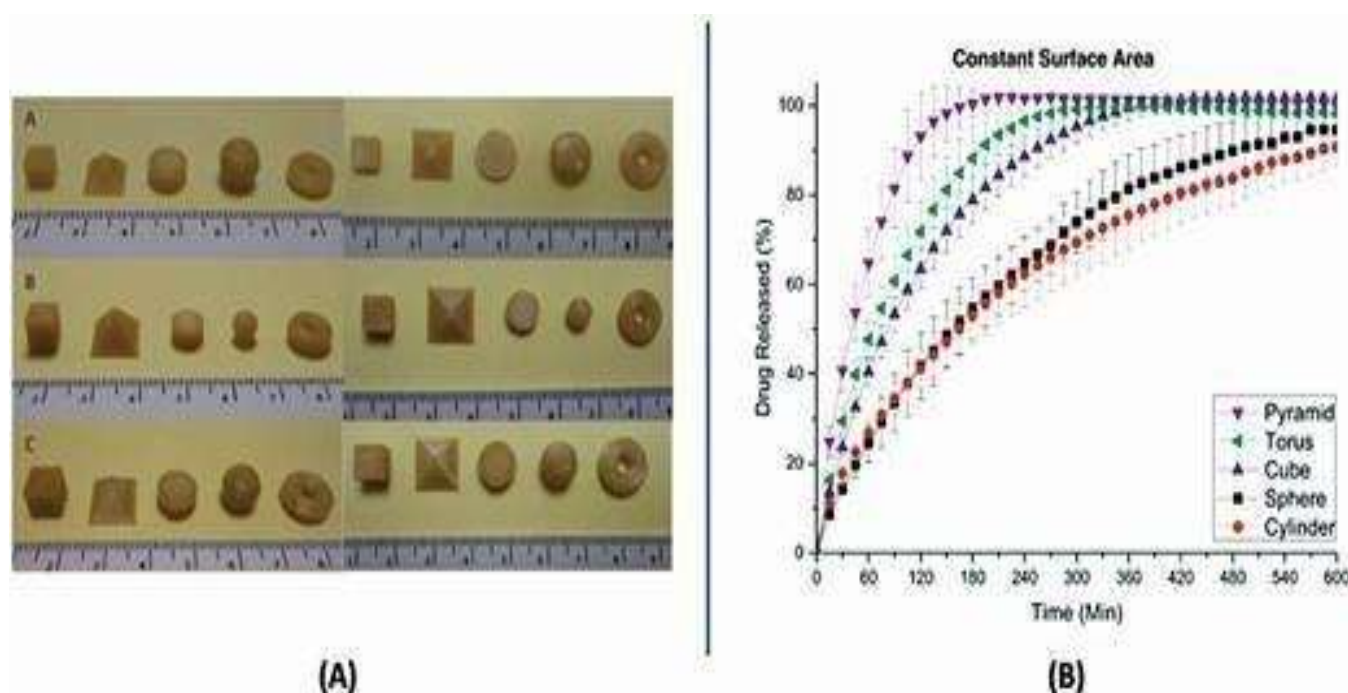 A
B
C
(A)
Constant Surface Area
Drug Released (%)
100
80
60
40
20
0
0 60 120 180 240 300 360 420 480 540 600
Time (Min)
Pyramid
Torus
Cube
Sphere
Cylinder
(B)